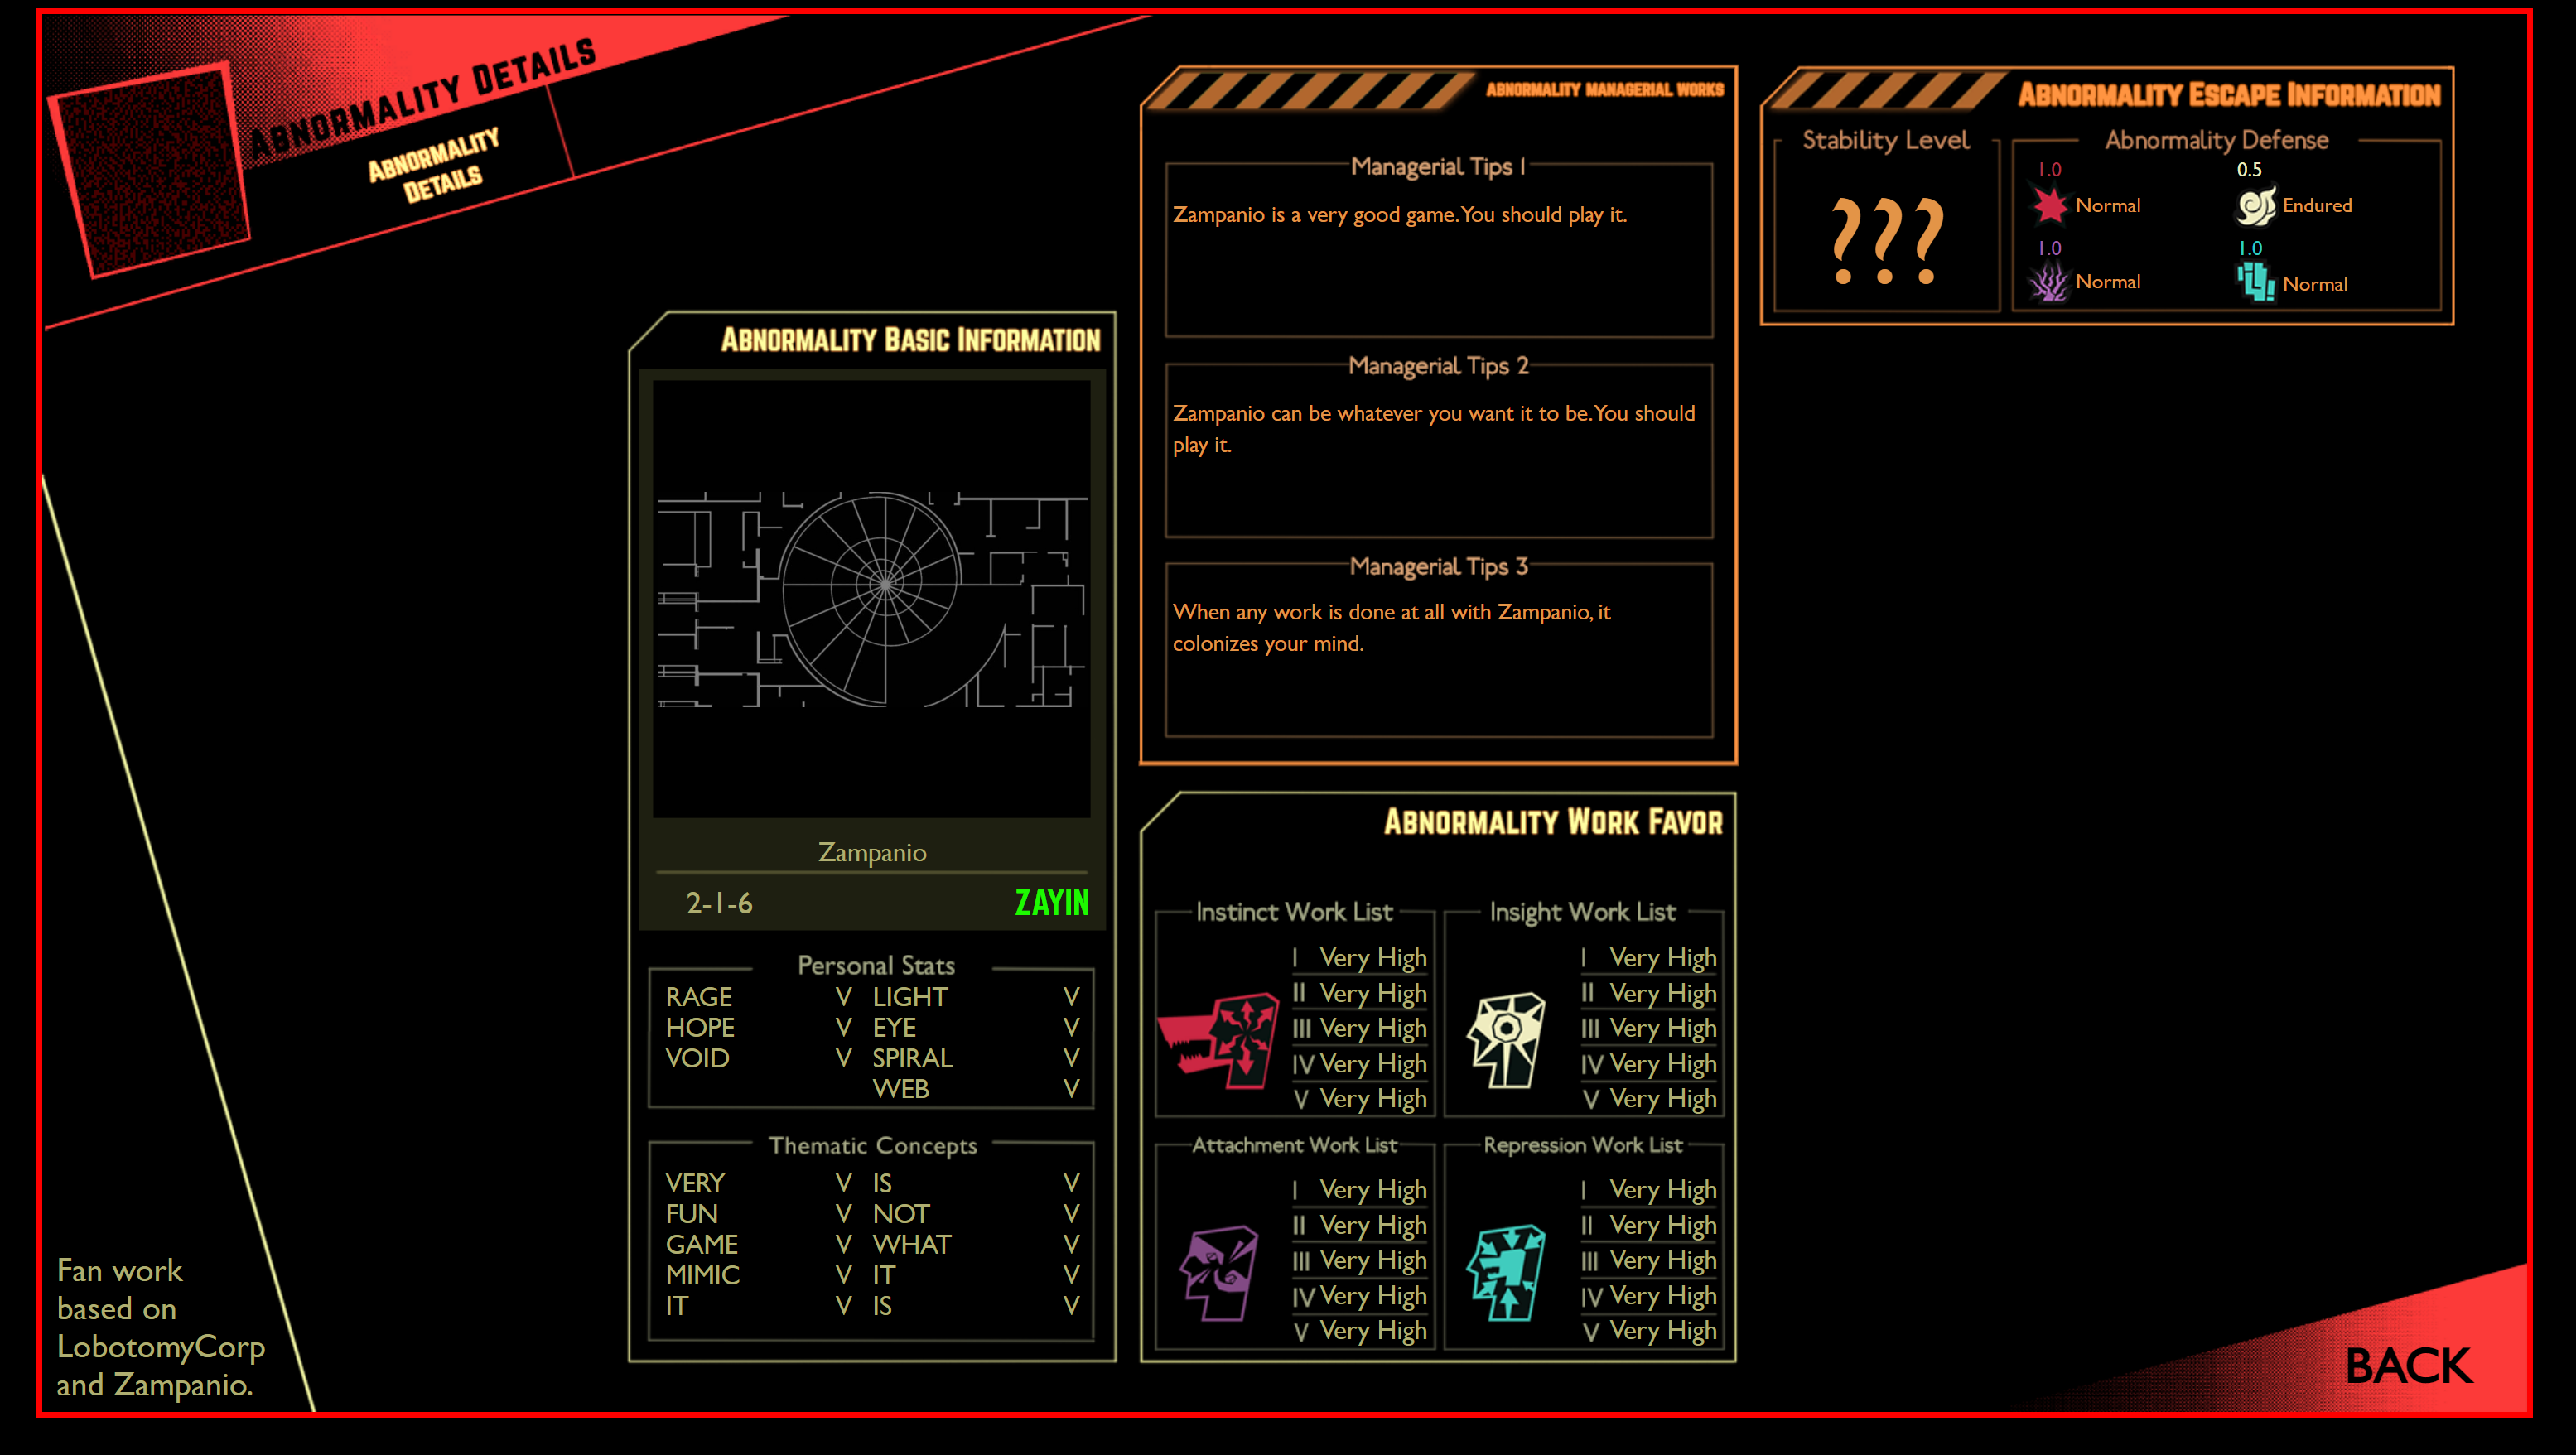 ABNORMALITY DETAILS
ABNORMALITY
DETAILS
ABNORMALITY BASIC INFORMATION
Zampanio
2-1-6 ZAYIN
Personal Stats
RAGE V LIGHT V
HOPE V EYE V
VOID V SPIRAL V
WEB V
Thematic Concepts
VERY V IS V
FUN V NOT V
GAME V WHAT V
MIMIC V IT V
IT V IS V
ABNORMALITY MANAGERIAL WORKS
Managerial Tips 1
Zampanio is a very good game. You should play it.
Managerial Tips 2
Zampanio can be whatever you want it to be. You should
play it.
Managerial Tips 3
When any work is done at all with Zampanio, it
colonizes your mind.
ABNORMALITY WORK FAVOR
Instinct Work List
I Very High
II Very High
III Very High
IV Very High
V Very High
Insight Work List
I Very High
II Very High
III Very High
IV Very High
V Very High
Attachment Work List
I Very High
II Very High
III Very High
IV Very High
V Very High
Repression Work List
I Very High
II Very High
III Very High
IV Very High
V Very High
ABNORMALITY ESCAPE INFORMATION
Stability Level
???
Abnormality Defense
1.0
Normal
0.5
Endured
1.0
Normal
1.0
Normal
Fan work
based on
LobotomyCorp
and Zampanio.
BACK